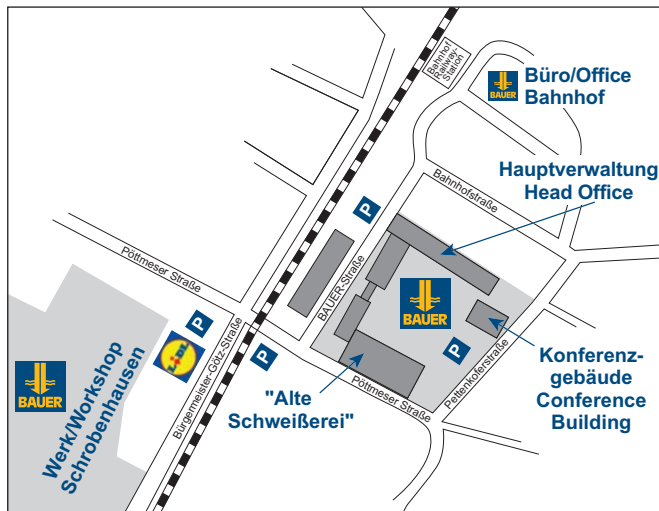 Bahnhof
Railway-
Station
BAUER
Büro/Office
Bahnhof
Hauptverwaltung
Head Office
Bahnhofstraße
P
Pöttmeser Straße
BAUER-Straße
BAUER
P
LIDL
P
P
BAUER
Werk/Workshop
Schrobenhausen
Bürgermeister-Götz-Straße
"Alte
Schweißerei"
Pöttmeser Straße
Pettenkoferstraße
Konferenz-
gebäude
Conference
Building